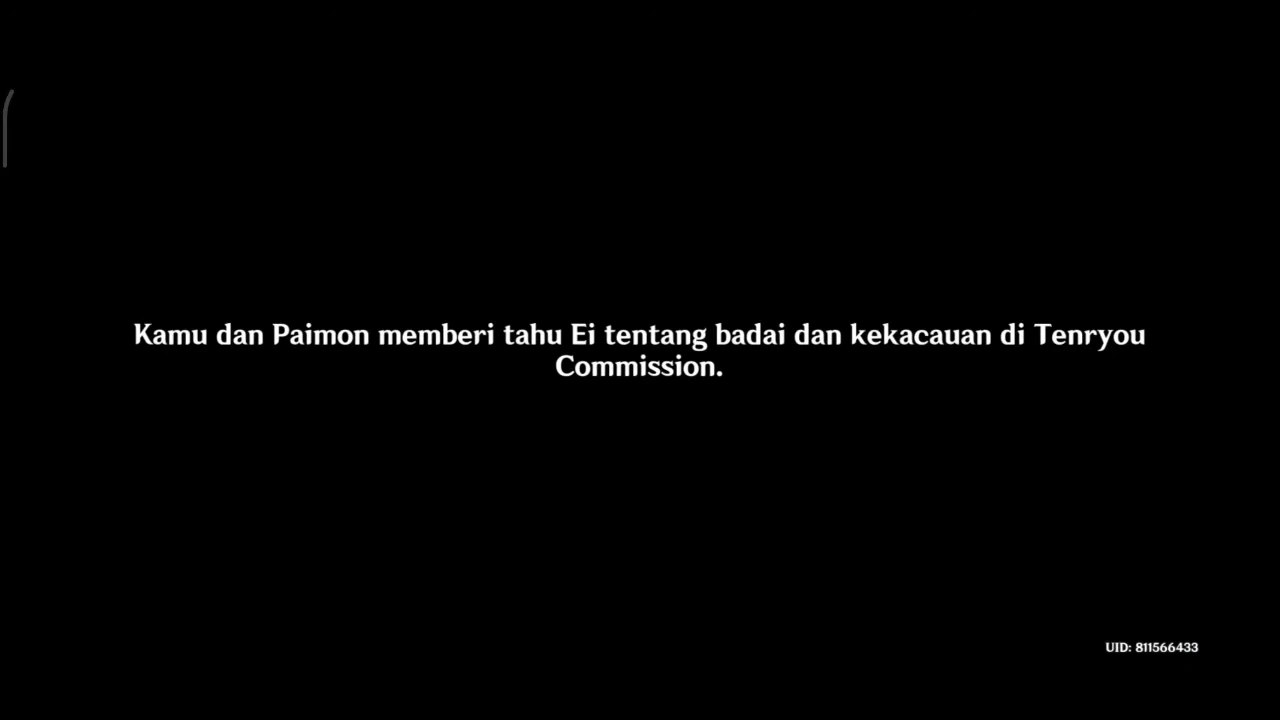 Kamu dan Paimon memberi tahu Ei tentang badai dan kekacauan di Tenryou
Commission.
UID: 811566433